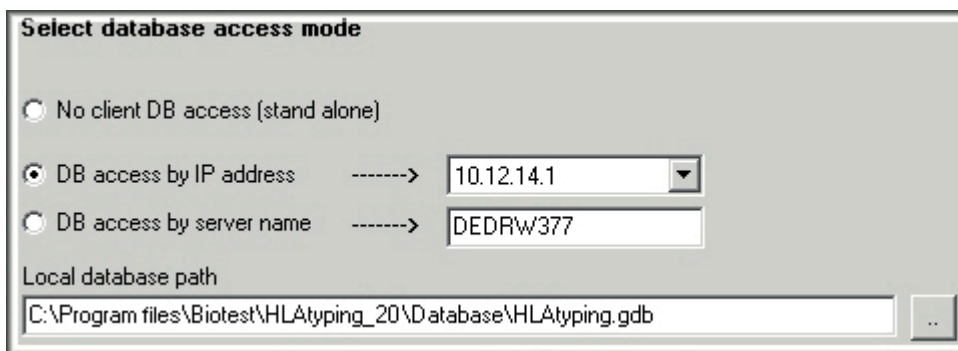 Select database access mode
No client DB access (stand alone)
DB access by IP address -------> 10.12.14.1
DB access by server name -------> DEDRW377
Local database path
C:\Program files\Biotest\HLAtyping_20\Database\HLAtyping.gdb ..